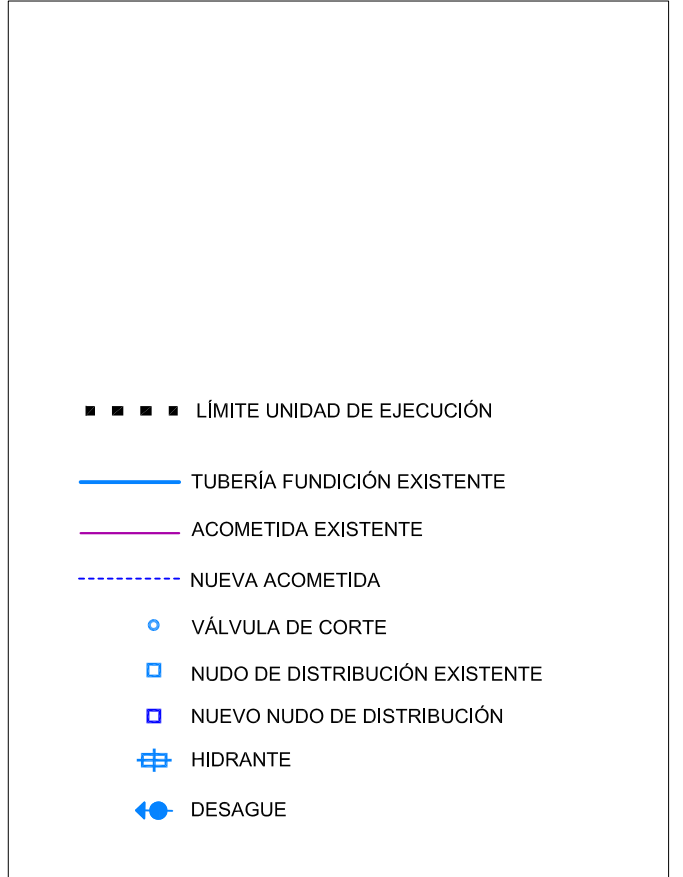 LÍMITE UNIDAD DE EJECUCIÓN
TUBERÍA FUNDICIÓN EXISTENTE
ACOMETIDA EXISTENTE
NUEVA ACOMETIDA
VÁLVULA DE CORTE
NUDO DE DISTRIBUCIÓN EXISTENTE
NUEVO NUDO DE DISTRIBUCIÓN
HIDRANTE
DESAGUE